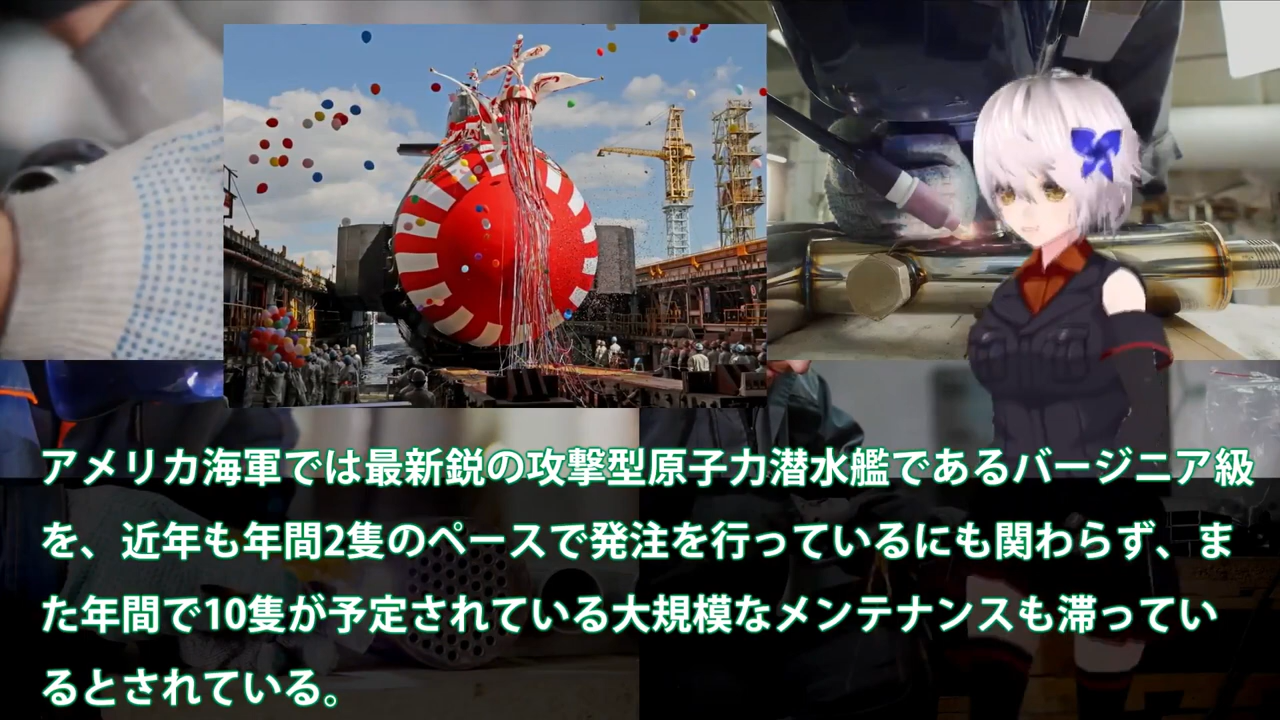 アメリカ海軍では最新鋭の攻撃型原子力潜水艦であるバージニア級
を、近年も年間2隻のペースで発注を行っているにも関わらず、ま
た年間で10隻が予定されている大規模なメンテナンスも滞ってい
るとされている。